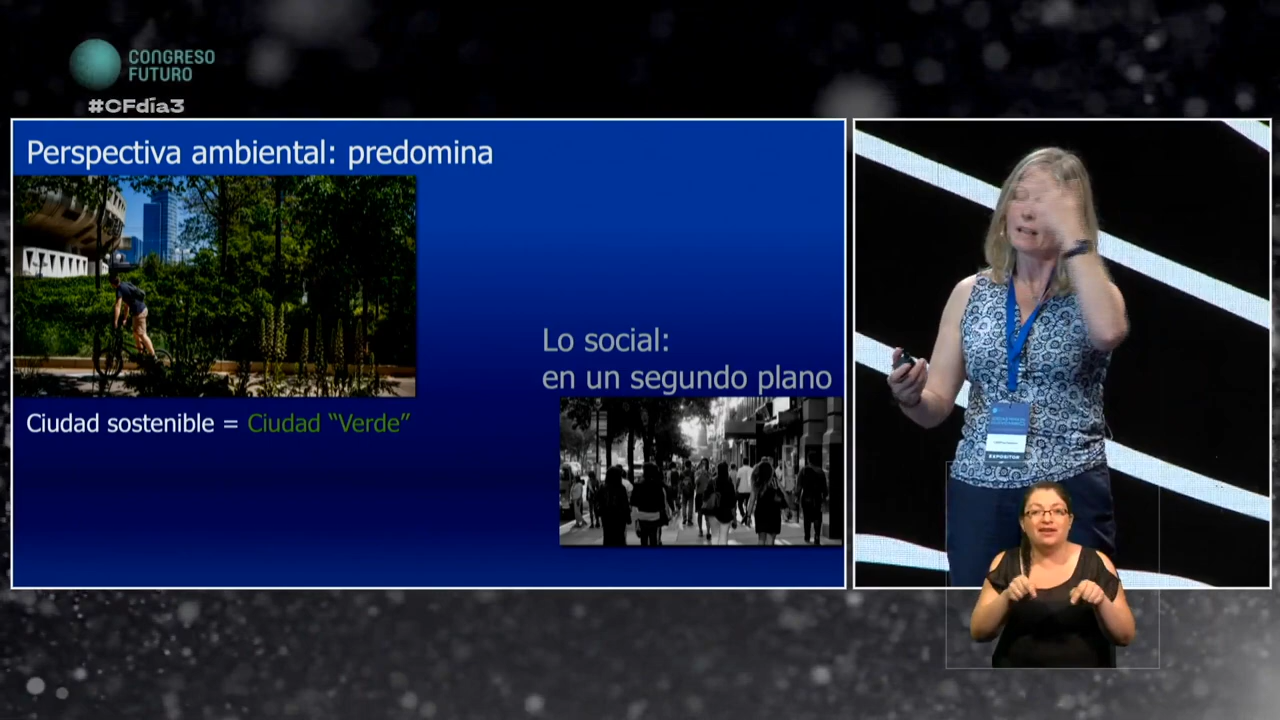 CONGRESO
FUTURO
#CFdía3
Perspectiva ambiental: predomina
Lo social:
en un segundo plano
Ciudad sostenible = Ciudad “Verde”
EXPOSITOR